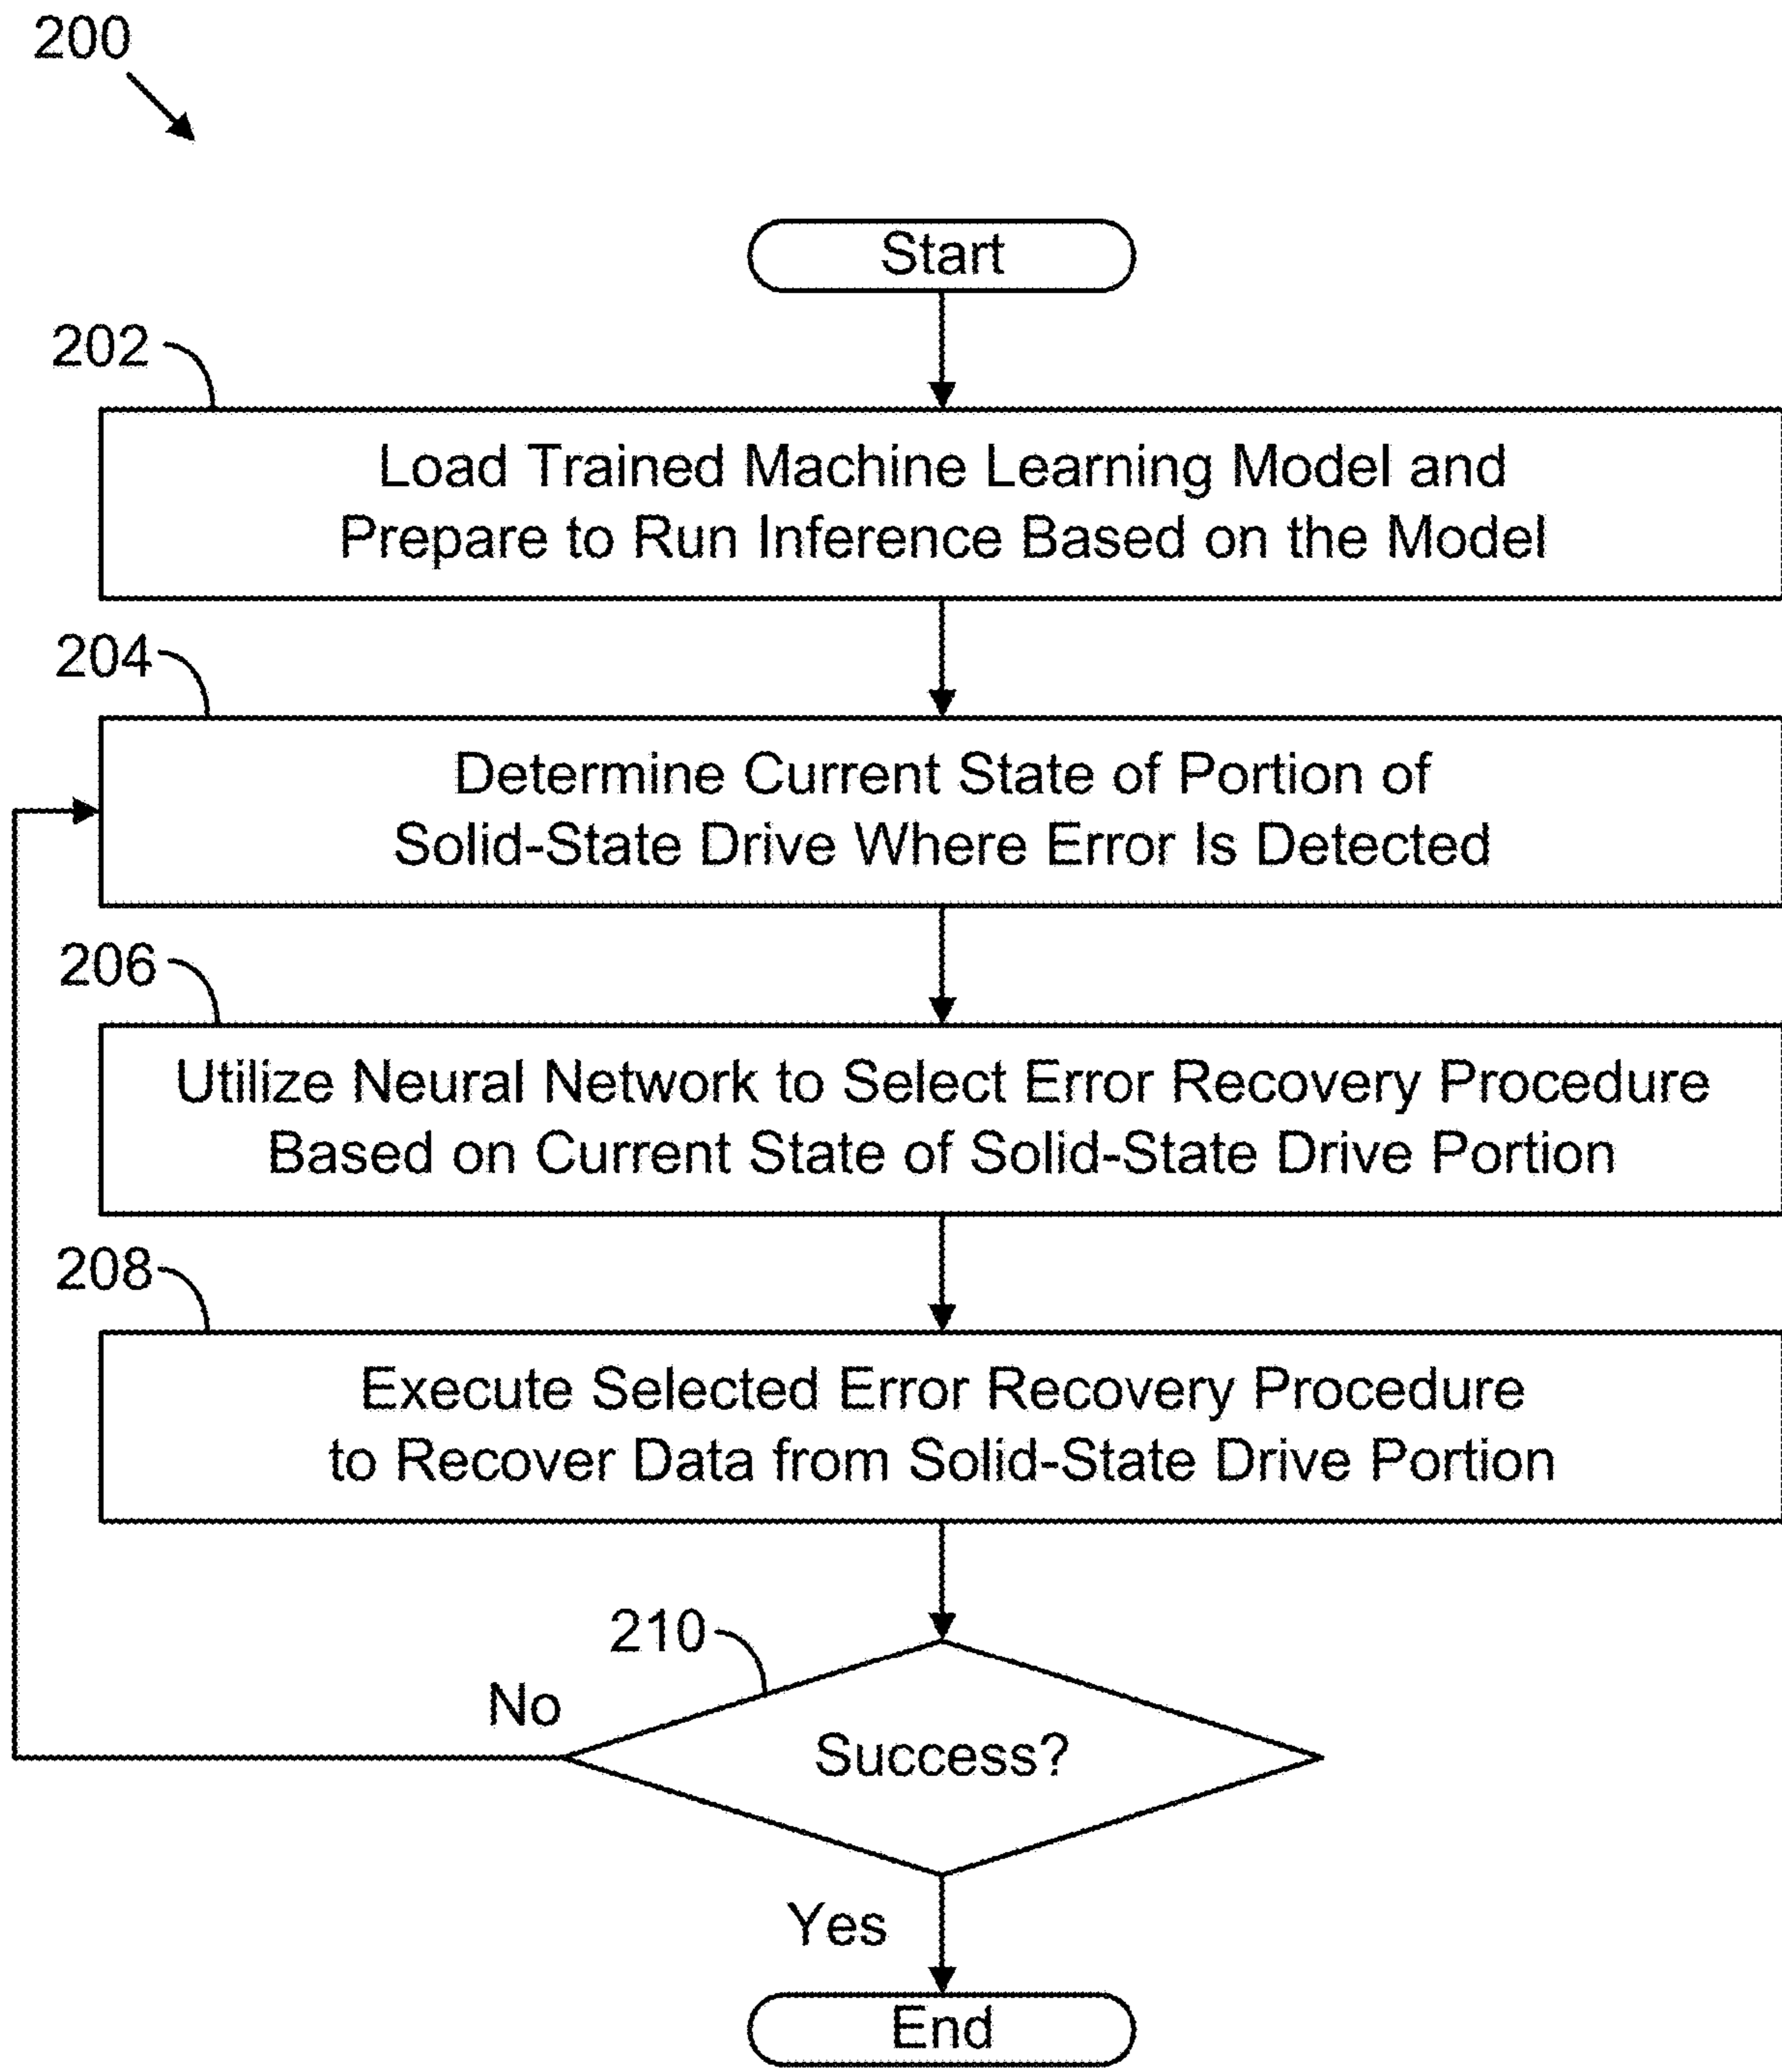 200
Start
202
Load Trained Machine Learning Model and
Prepare to Run Inference Based on the Model
204
Determine Current State of Portion of
Solid-State Drive Where Error Is Detected
206
Utilize Neural Network to Select Error Recovery Procedure
Based on Current State of Solid-State Drive Portion
208
Execute Selected Error Recovery Procedure
to Recover Data from Solid-State Drive Portion
210
No
Success?
Yes
End